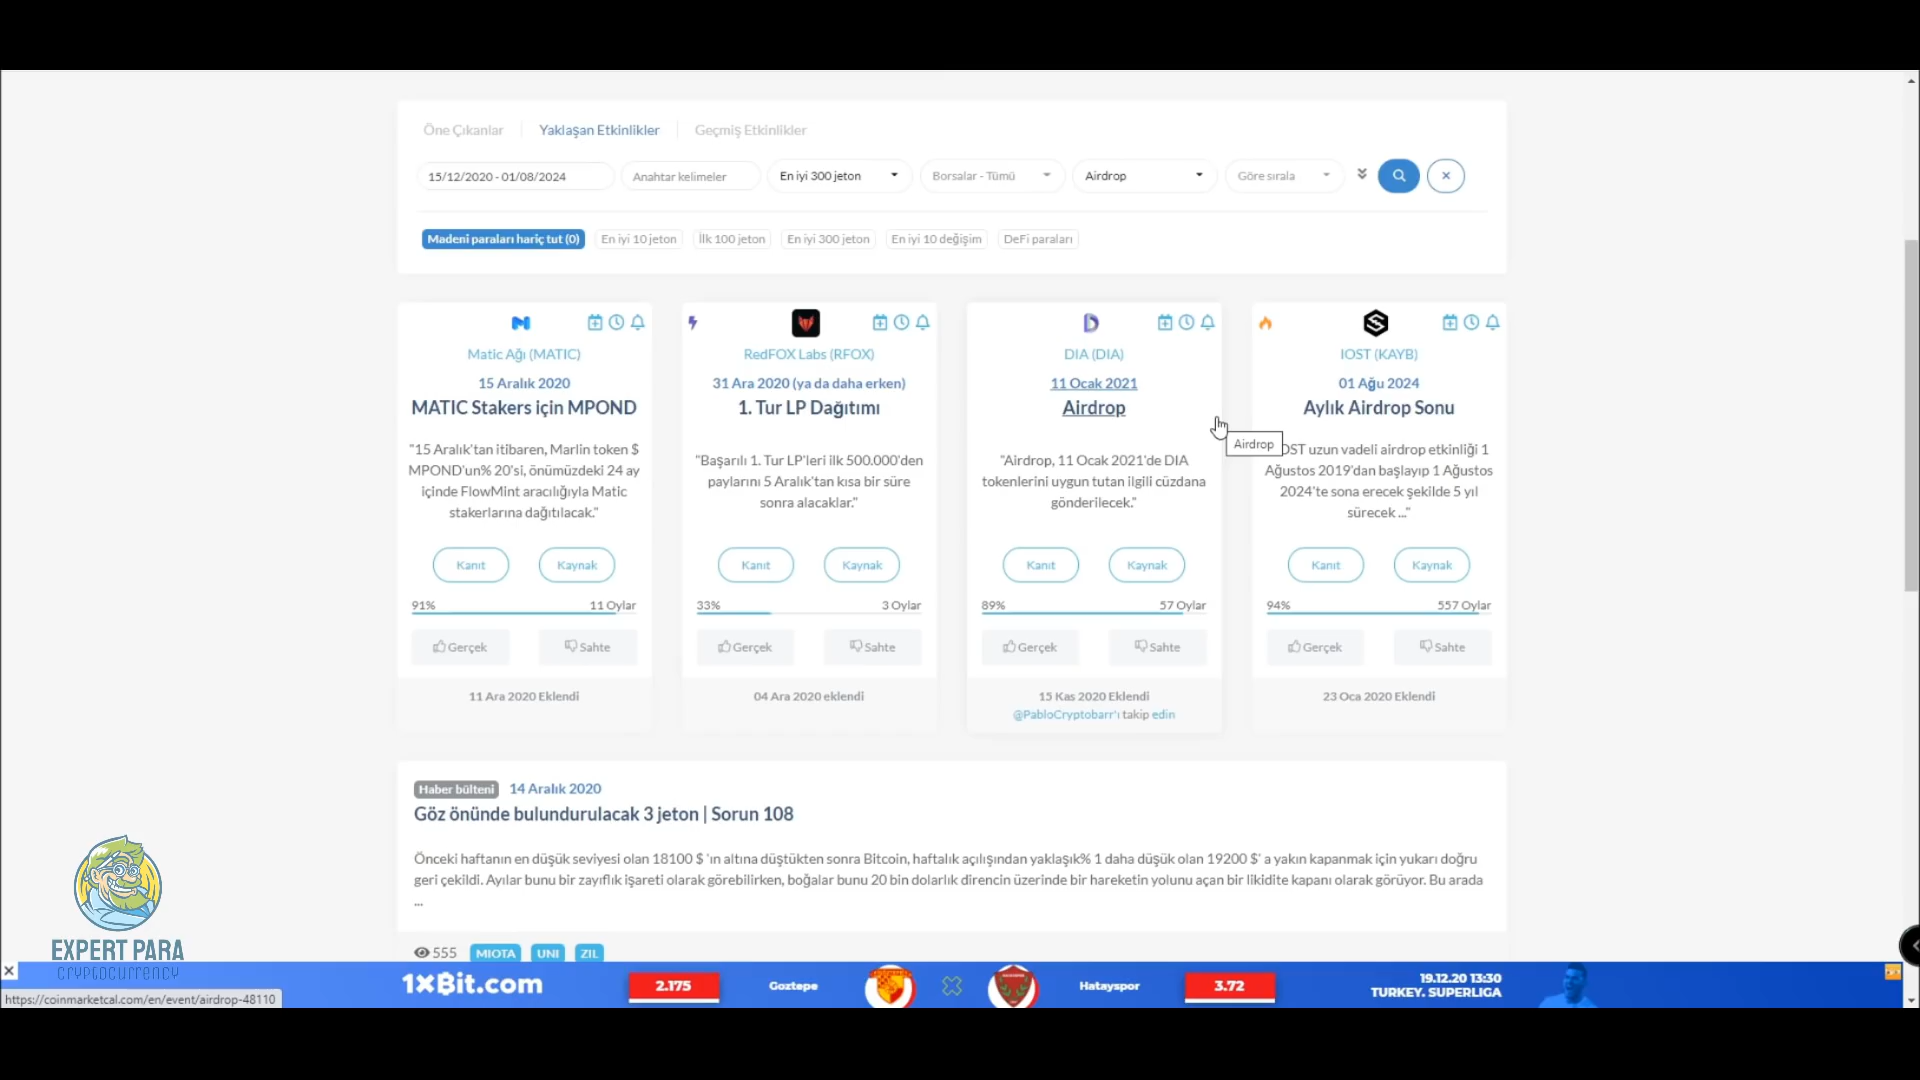 Öne Çıkanlar
Yaklaşan Etkinlikler
Geçmiş Etkinlikler
15/12/2020 - 01/08/2024
Anahtar kelimeler
En iyi 300 jeton
Borsalar - Tümü
Airdrop
Göre sırala
Madeni paraları hariç tut (0)
En iyi 10 jeton
İlk 100 jeton
En iyi 300 jeton
En iyi 10 değişim
DeFi paraları
Matic Ağı (MATIC)
15 Aralık 2020
MATIC Stakers için MPOND
"15 Aralık'tan itibaren, Marlin token $
MPOND'un% 20'si, önümüzdeki 24 ay
içinde FlowMint aracılığıyla Matic
stakerlarına dağıtılacak."
Kanıt
Kaynak
91%
11 Oylar
Gerçek
Sahte
11 Ara 2020 Eklendi
RedFOX Labs (RFOX)
31 Ara 2020 (ya da daha erken)
1. Tur LP Dağıtımı
"Başarılı 1. Tur LP'leri ilk 500.000'den
paylarını 5 Aralık'tan kısa bir süre
sonra alacaklar."
Kanıt
Kaynak
33%
3 Oylar
Gerçek
Sahte
04 Ara 2020 eklendi
DIA (DIA)
11 Ocak 2021
Airdrop
"Airdrop, 11 Ocak 2021'de DIA
tokenlerini uygun tutan ilgili cüzdana
gönderilecek."
Kanıt
Kaynak
89%
57 Oylar
Gerçek
Sahte
15 Kas 2020 Eklendi
@PabloCryptobarr'ı takip edin
Airdrop
IOST (KAYB)
01 Ağu 2024
Aylık Airdrop Sonu
OST uzun vadeli airdrop etkinliği 1
Ağustos 2019'dan başlayıp 1 Ağustos
2024'te sona erecek şekilde 5 yıl
sürecek ..."
Kanıt
Kaynak
94%
557 Oylar
Gerçek
Sahte
23 Oca 2020 Eklendi
Haber bülteni 14 Aralık 2020
Göz önünde bulundurulacak 3 jeton | Sorun 108
Önceki haftanın en düşük seviyesi olan 18100 $ 'ın altına düştükten sonra Bitcoin, haftalık açılışından yaklaşık% 1 daha düşük olan 19200 $' a yakın kapanmak için yukarı doğru
geri çekildi. Ayılar bunu bir zayıflık işareti olarak görebilirken, boğalar bunu 20 bin dolarlık direncin üzerinde bir hareketin yolunu açan bir likidite kapanı olarak görüyor. Bu arada
...
555 MIOTA UNI ZIL
EXPERT PARA
CRYPTOCURRENCY
1XBit.com
2.175
Goztepe
Hatayspor
3.72
19.12.20 13:30
TURKEY. SUPERLIGA
https://coinmarketcal.com/en/event/airdrop-48110